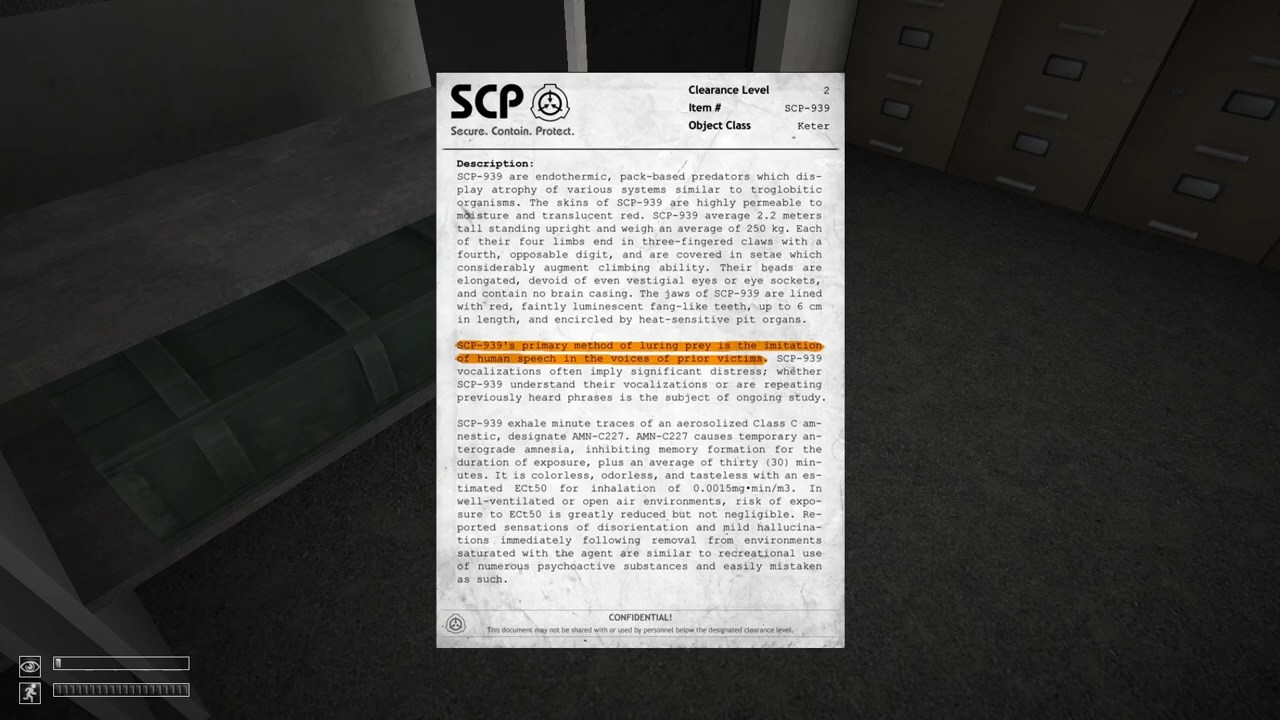 SCP
Secure. Contain. Protect.
Clearance Level 2
Item # SCP-939
Object Class Keter
Description:
SCP-939 are endothermic, pack-based predators which dis-
play atrophy of various systems similar to troglobitic
organisms. The skins of SCP-939 are highly permeable to
moisture and translucent red. SCP-939 average 2.2 meters
tall standing upright and weigh an average of 250 kg. Each
of their four limbs end in three-fingered claws with a
fourth, opposable digit, and are covered in setae which
considerably augment climbing ability. Their heads are
elongated, devoid of even vestigial eyes or eye sockets,
and contain no brain casing. The jaws of SCP-939 are lined
with red, faintly luminescent fang-like teeth, up to 6 cm
in length, and encircled by heat-sensitive pit organs.
SCP-939's primary method of luring prey is the imitation
of human speech in the voices of prior victims. SCP-939
vocalizations often imply significant distress; whether
SCP-939 understand their vocalizations or are repeating
previously heard phrases is the subject of ongoing study.
SCP-939 exhale minute traces of an aerosolized Class C am-
nestic, designate AMN-C227. AMN-C227 causes temporary an-
terograde amnesia, inhibiting memory formation for the
duration of exposure, plus an average of thirty (30) min-
utes. It is colorless, odorless, and tasteless with an es-
timated ECt50 for inhalation of 0.0015mg•min/m3. In
well-ventilated or open air environments, risk of expo-
sure to ECt50 is greatly reduced but not negligible. Re-
ported sensations of disorientation and mild hallucina-
tions immediately following removal from environments
saturated with the agent are similar to recreational use
of numerous psychoactive substances and easily mistaken
as such.
CONFIDENTIAL!
This document may not be shared with or used by personnel below the designated clearance level.